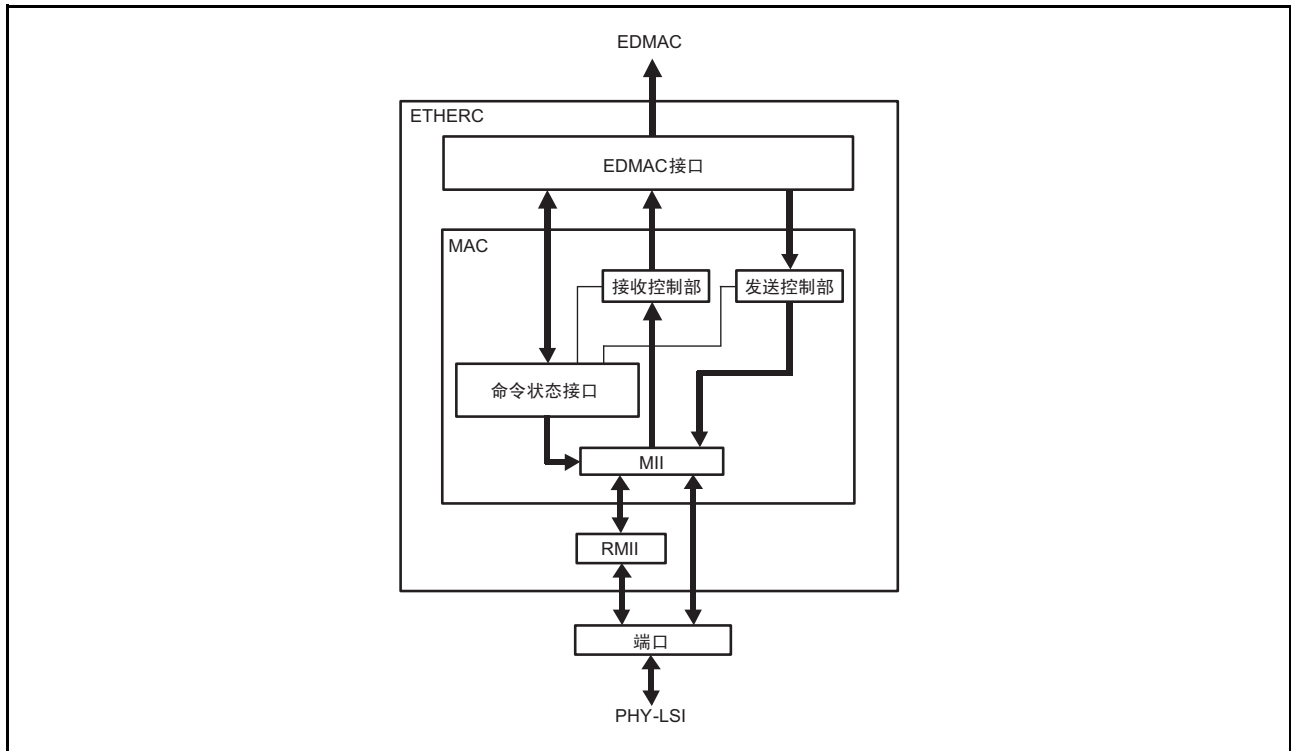 EDMAC
ETHERC
EDMAC接口
MAC
接收控制部
发送控制部
命令状态接口
MII
RMII
端口
PHY-LSI